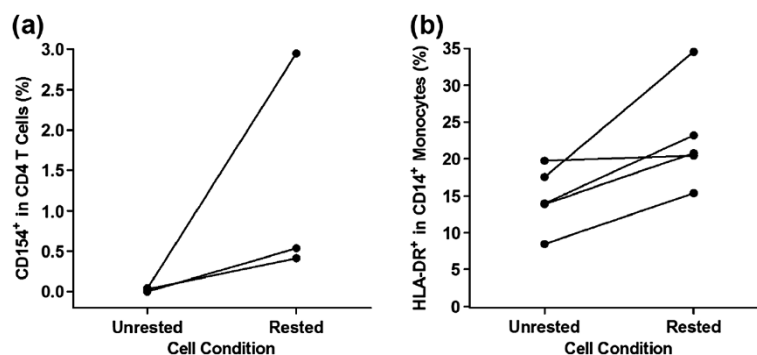 (a)
CD154⁺ in CD4 T Cells (%)
3.0
2.5
2.0
1.5
1.0
0.5
0.0
Unrested
Rested
Cell Condition
(b)
HLA-DR⁺ in CD14⁺ Monocytes (%)
35
30
25
20
15
10
5
0
Unrested
Rested
Cell Condition